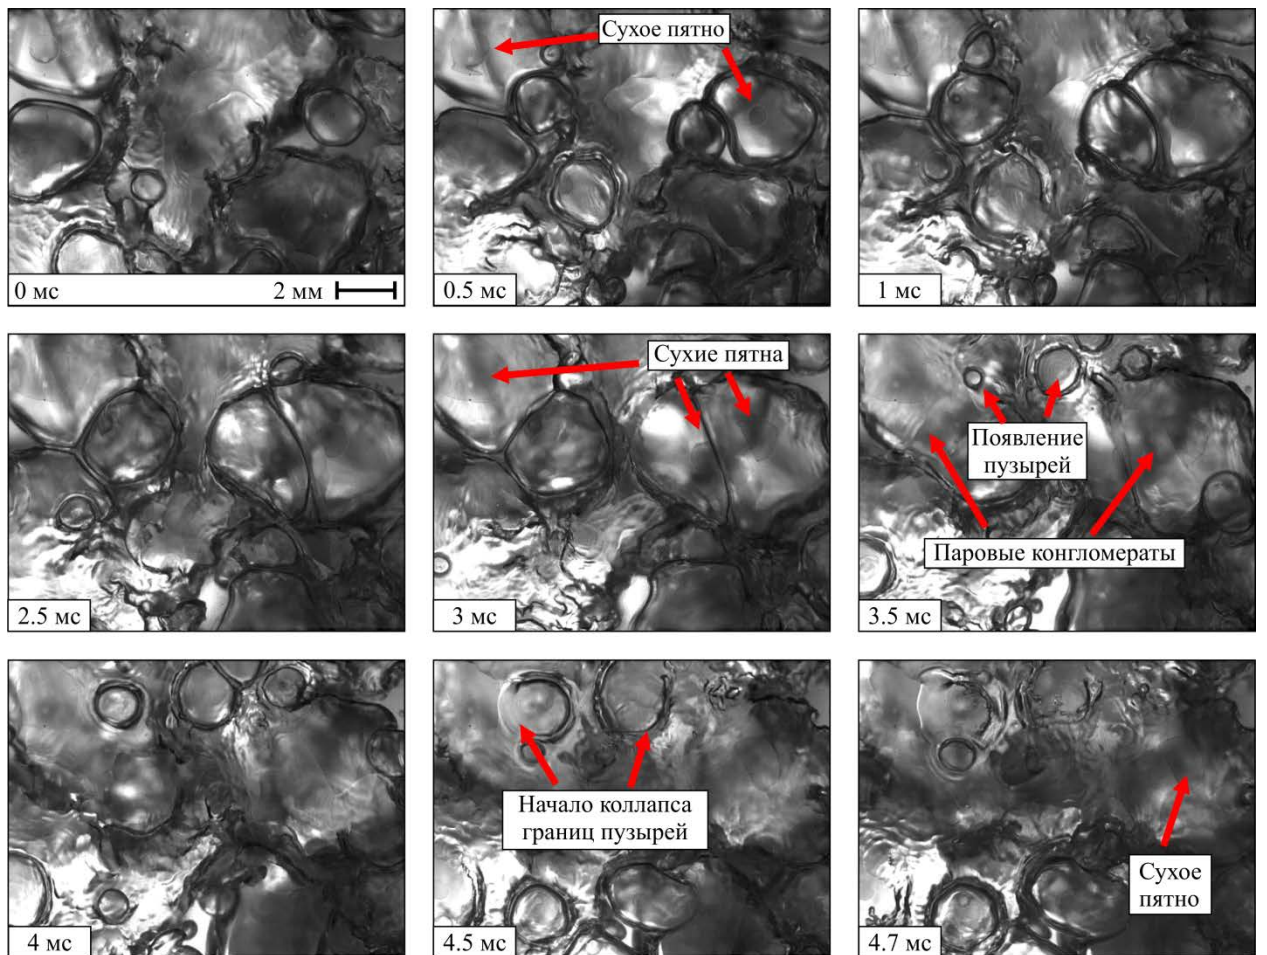 Сухое пятно
0 мс
2 мм
0.5 мс
1 мс
Сухие пятна
Появление
пузырей
Паровые конгломераты
2.5 мс
3 мс
3.5 мс
Начало коллапса
границ пузырей
Сухое
пятно
4 мс
4.5 мс
4.7 мс